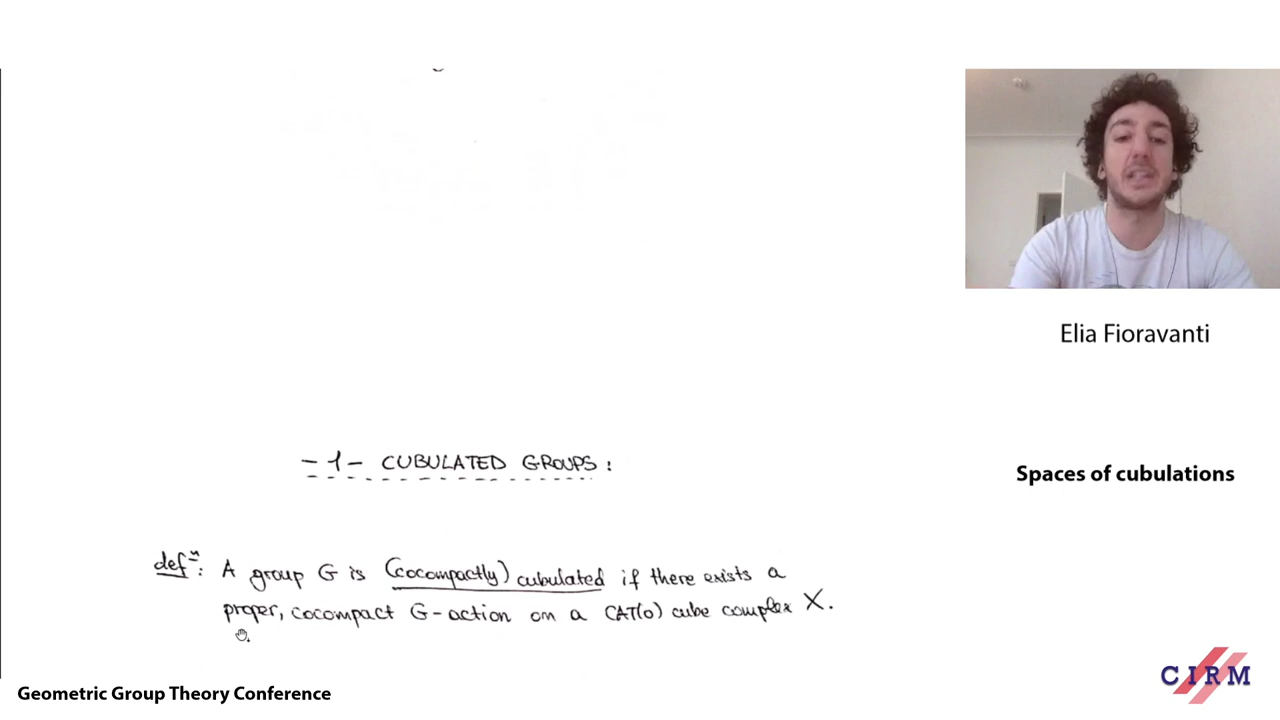 - 1 - CUBULATED GROUPS :
defⁿ: A group G is (cocompactly) cubulated if there exists a
proper, cocompact G-action on a CAT(0) cube complex X.
Elia Fioravanti
Spaces of cubulations
CIRM
Geometric Group Theory Conference